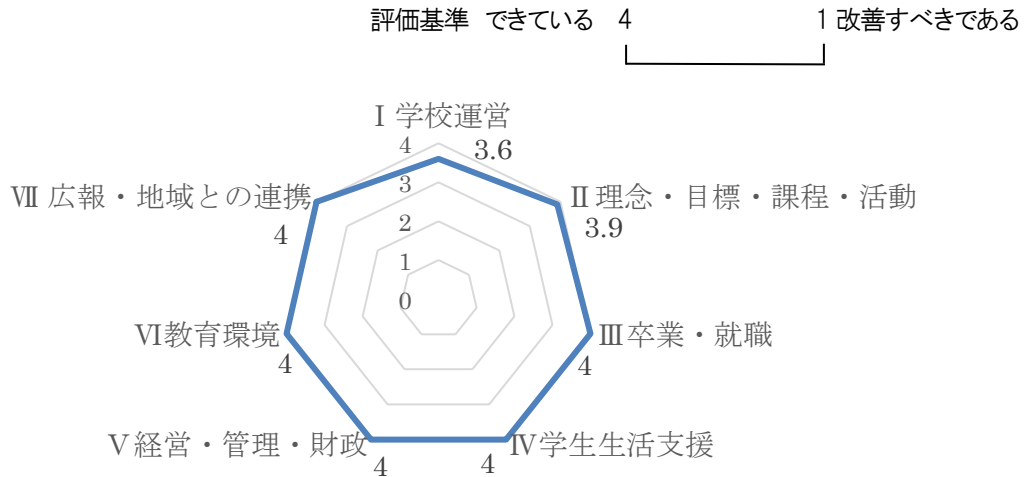 評価基準 できている 4 1 改善すべきである
Ⅰ 学校運営
4
3.6
3
Ⅶ 広報・地域との連携
Ⅱ 理念・目標・課程・活動
2
4
3.9
1
0
Ⅵ教育環境
Ⅲ卒業・就職
4
4
Ⅴ経営・管理・財政
Ⅳ学生生活支援
4
4